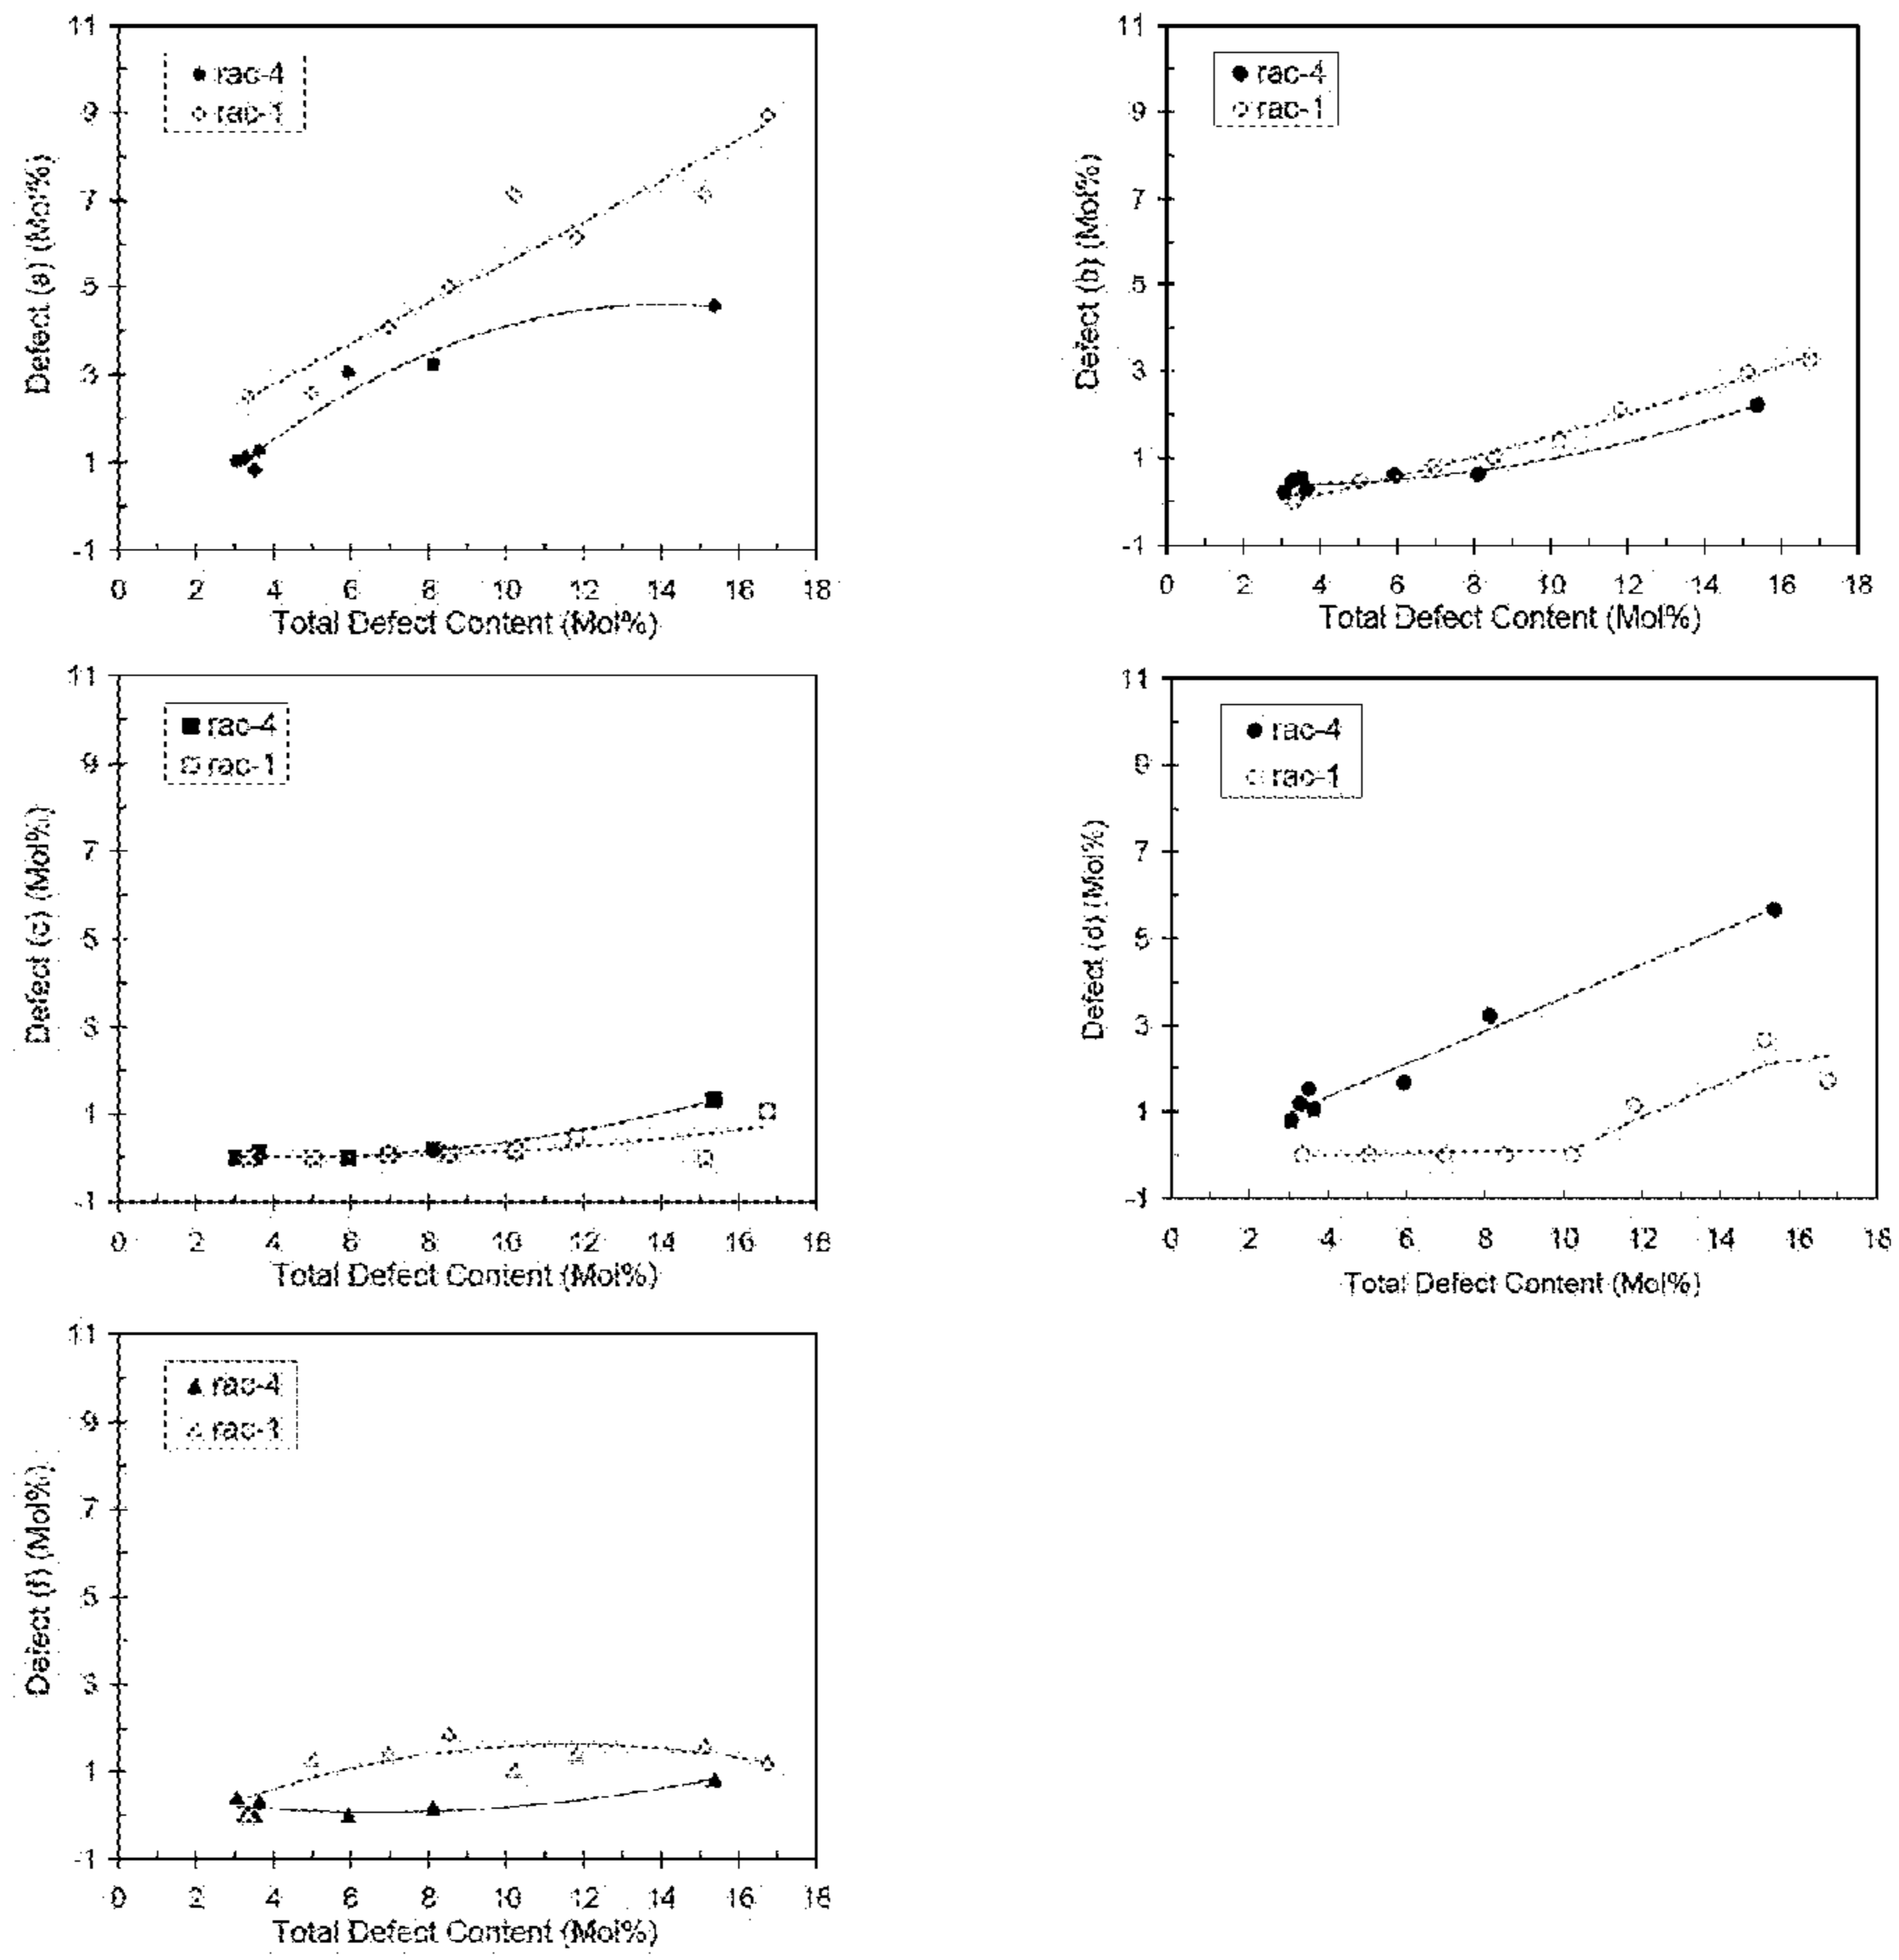 11
9
7
5
3
1
-1
Defect (a) (Mol%)
rac-4
rac-1
0 2 4 6 8 10 12 14 16 18
Total Defect Content (Mol%)
11
9
7
5
3
1
-1
Defect (b) (Mol%)
rac-4
rac-1
0 2 4 6 8 10 12 14 16 18
Total Defect Content (Mol%)
11
9
7
5
3
1
-1
Defect (c) (Mol%)
rac-4
rac-1
0 2 4 6 8 10 12 14 16 18
Total Defect Content (Mol%)
11
9
7
5
3
1
-1
Defect (d) (Mol%)
rac-4
rac-1
0 2 4 6 8 10 12 14 16 18
Total Defect Content (Mol%)
11
9
7
5
3
1
-1
Defect (f) (Mol%)
rac-4
rac-1
0 2 4 6 8 10 12 14 16 18
Total Defect Content (Mol%)